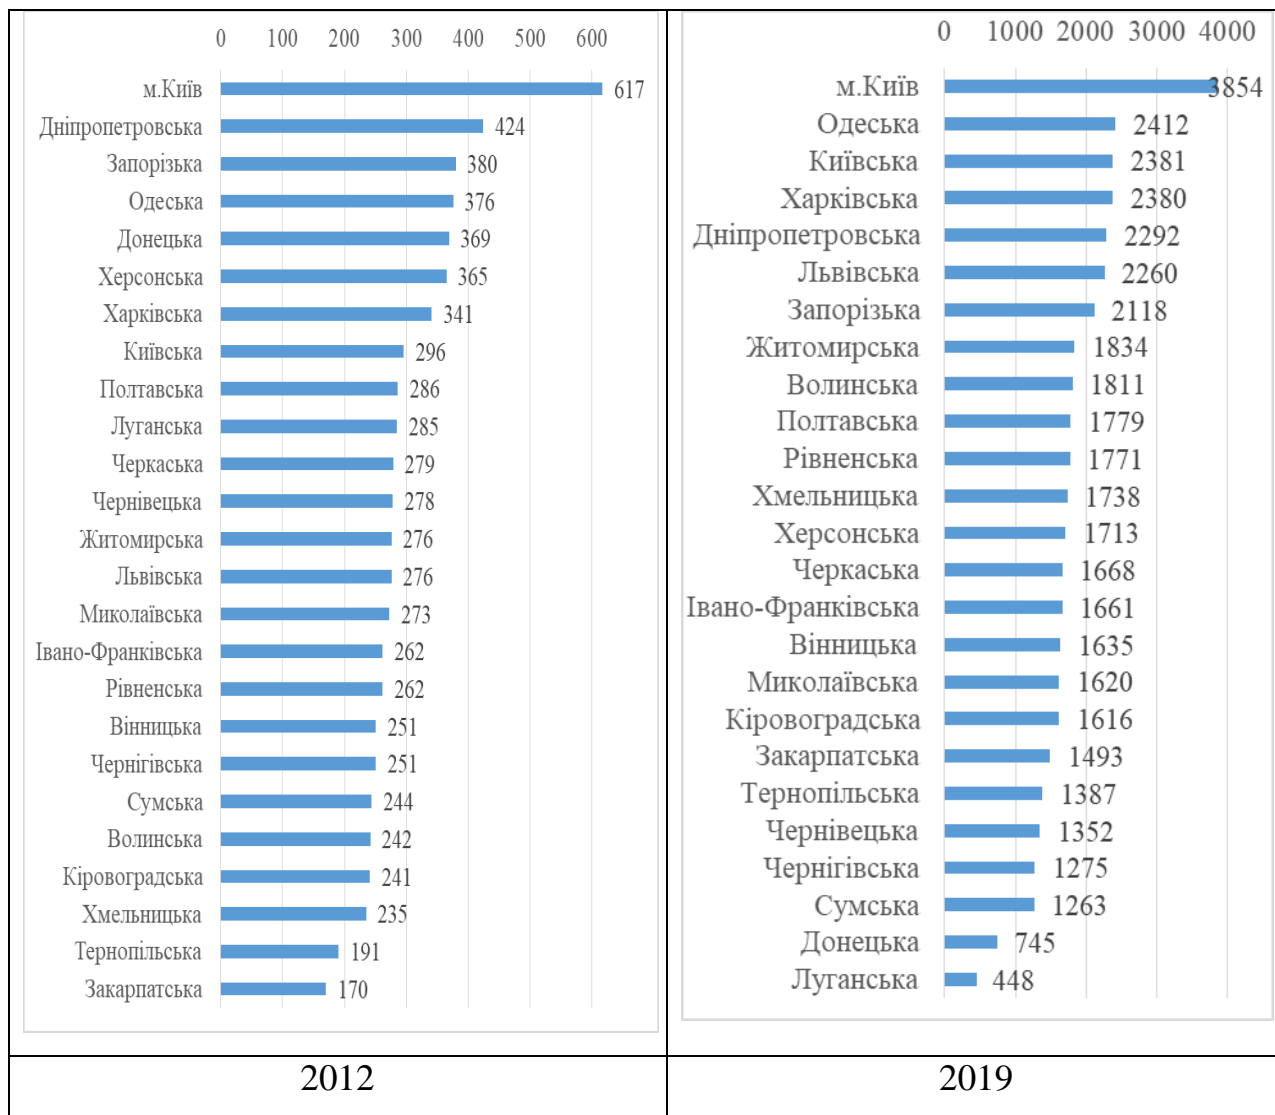 0 100 200 300 400 500 600
м.Київ 617
Дніпропетровська 424
Запорізька 380
Одеська 376
Донецька 369
Херсонська 365
Харківська 341
Київська 296
Полтавська 286
Луганська 285
Черкаська 279
Чернівецька 278
Житомирська 276
Львівська 276
Миколаївська 273
Івано-Франківська 262
Рівненська 262
Вінницька 251
Чернігівська 251
Сумська 244
Волинська 242
Кіровоградська 241
Хмельницька 235
Тернопільська 191
Закарпатська 170
2012
0 1000 2000 3000 4000
м.Київ 3854
Одеська 2412
Київська 2381
Харківська 2380
Дніпропетровська 2292
Львівська 2260
Запорізька 2118
Житомирська 1834
Волинська 1811
Полтавська 1779
Рівненська 1771
Хмельницька 1738
Херсонська 1713
Черкаська 1668
Івано-Франківська 1661
Вінницька 1635
Миколаївська 1620
Кіровоградська 1616
Закарпатська 1493
Тернопільська 1387
Чернівецька 1352
Чернігівська 1275
Сумська 1263
Донецька 745
Луганська 448
2019